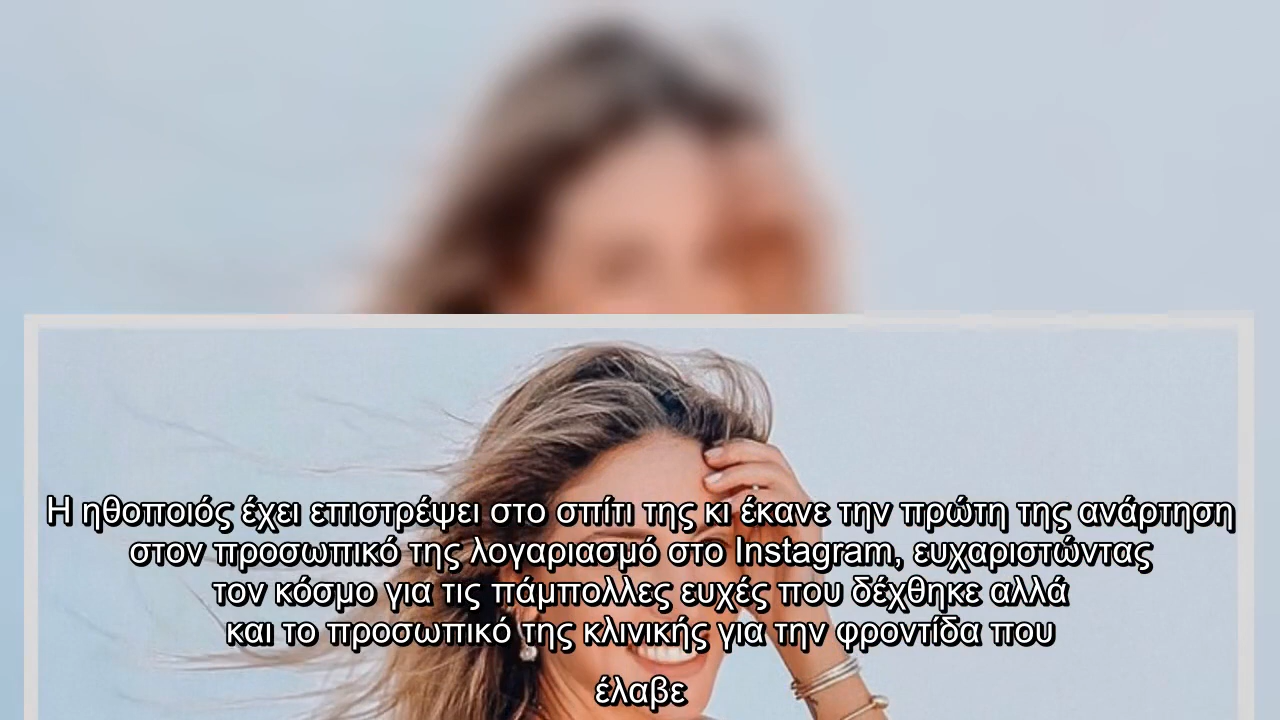 Η ηθοποιός έχει επιστρέψει στο σπίτι της κι έκανε την πρώτη της ανάρτηση
στον προσωπικό της λογαριασμό στο Instagram, ευχαριστώντας
τον κόσμο για τις πάμπολλες ευχές που δέχθηκε αλλά
και το προσωπικό της κλινικής για την φροντίδα που
έλαβε